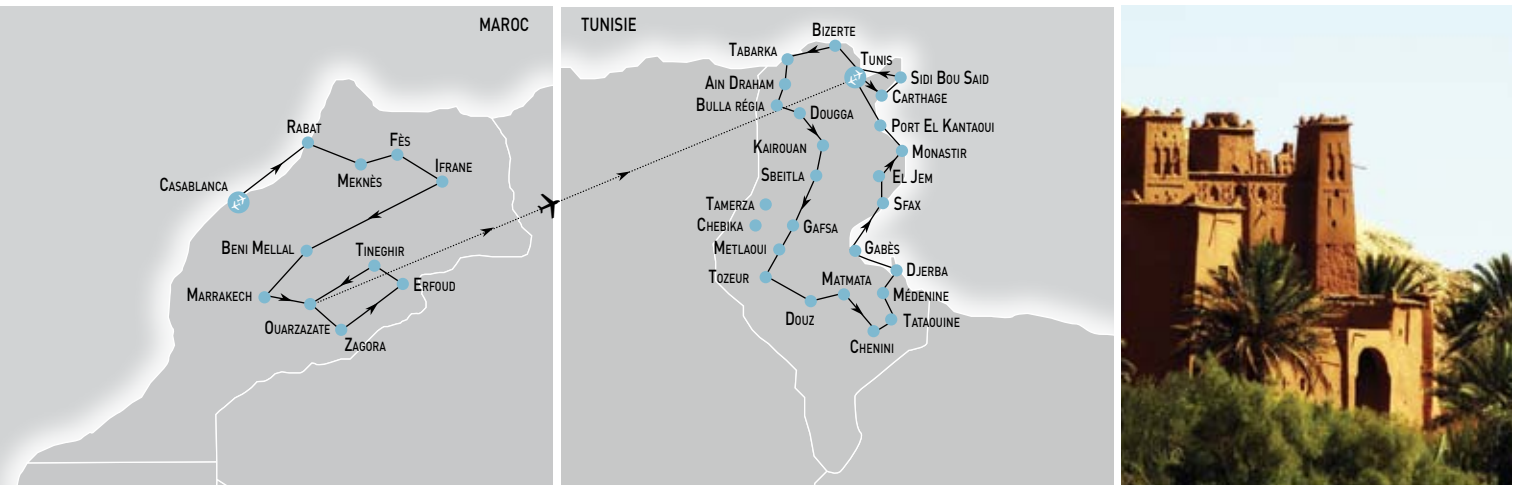 MAROC
RABAT
FÈS
IFRANE
MEKNÈS
CASABLANCA
BENI MELLAL
TINEGHIR
ERFOUD
MARRAKECH
OUARZAZATE
ZAGORA
TUNISIE
BIZERTE
TABARKA
TUNIS
SIDI BOU SAID
AIN DRAHAM
CARTHAGE
BULLA RÉGIA
DOUGGA
PORT EL KANTAOUI
KAIROUAN
MONASTIR
SBEITLA
EL JEM
TAMERZA
SFAX
CHEBIKA
GAFSA
METLAOUI
GABÈS
TOZEUR
MATMATA
DJERBA
MÉDENINE
DOUZ
TATAOUINE
CHENINI